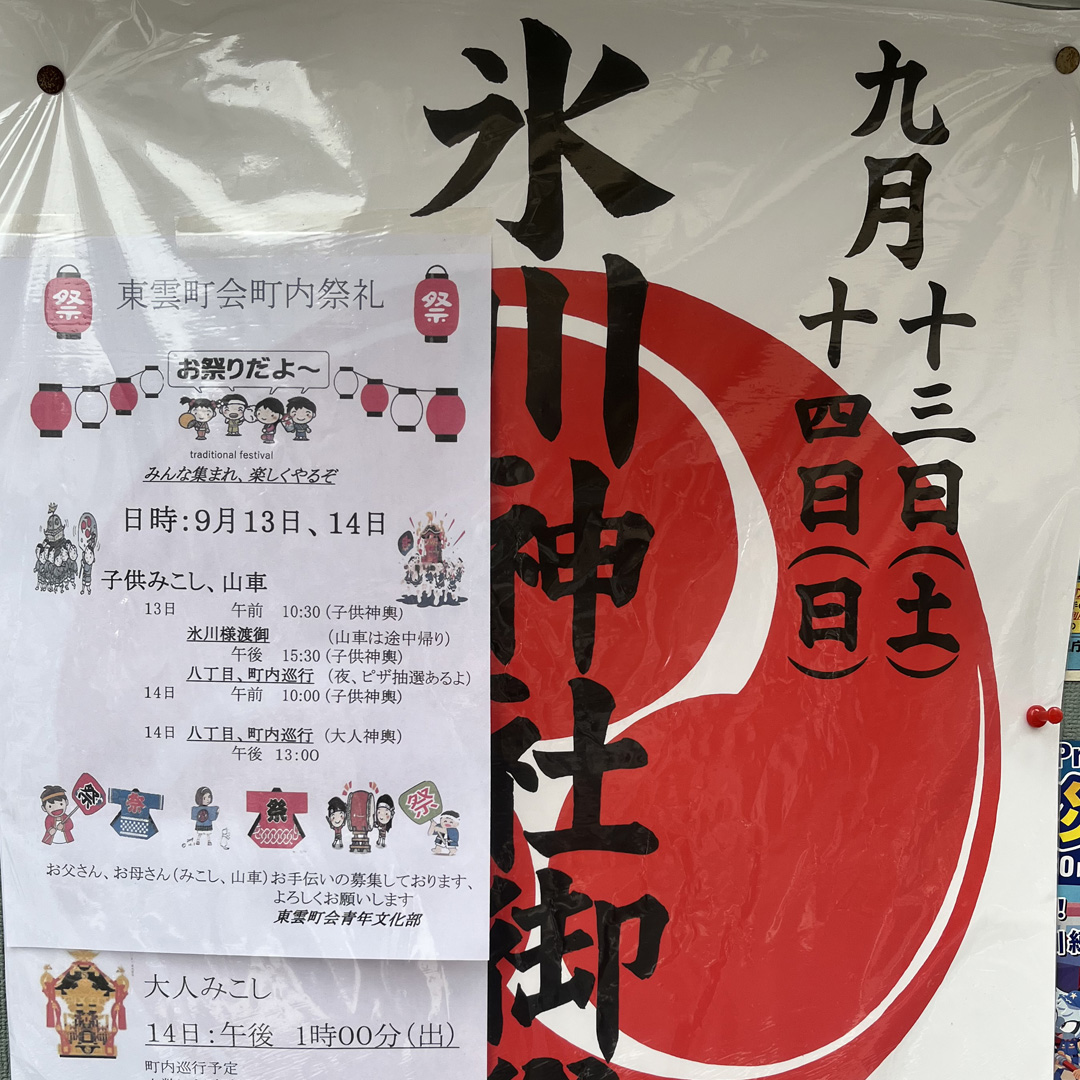 九月
十三日(土)
十四日(日)
氷川神社御
祭
東雲町会町内祭礼
祭
お祭りだよ～
traditional festival
みんな集まれ、楽しくやるぞ
日時：9月13日、14日
子供みこし、山車
13日 午前 10:30(子供神輿)
氷川様渡御 (山車は途中帰り)
午後 15:30(子供神輿)
八丁目、町内巡行 (夜、ピザ抽選あるよ)
14日 午前 10:00(子供神輿)
14日 八丁目、町内巡行 (大人神輿)
午後 13:00
祭
祭
祭
祭
お父さん、お母さん(みこし、山車)お手伝いの募集しております、
よろしくお願いします
東雲町会青年文化部
大人みこし
14日：午後 1時00分(出)
町内巡行予定